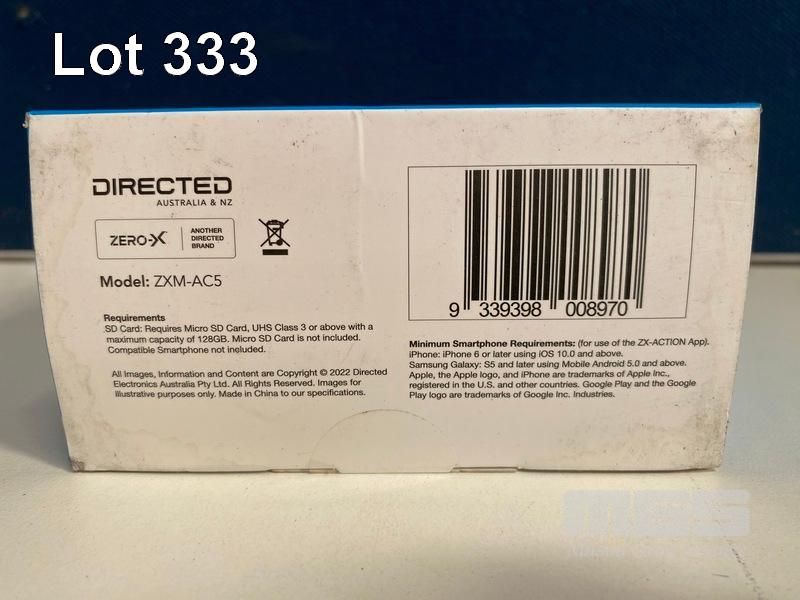 Lot 333
DIRECTED
AUSTRALIA & NZ
ZERO-X
ANOTHER
DIRECTED
BRAND
Model: ZXM-AC5
Requirements
SD Card: Requires Micro SD Card, UHS Class 3 or above with a
maximum capacity of 128GB. Micro SD Card is not included.
Compatible Smartphone not included.
All Images, Information and Content are Copyright © 2022 Directed
Electronics Australia Pty Ltd. All Rights Reserved. Images for
illustrative purposes only. Made in China to our specifications.
9 339398 008970
Minimum Smartphone Requirements: (for use of the ZX-ACTION App).
iPhone: iPhone 6 or later using iOS 10.0 and above.
Samsung Galaxy: S5 and later using Mobile Android 5.0 and above.
Apple, the Apple logo, and iPhone are trademarks of Apple Inc.,
registered in the U.S. and other countries. Google Play and the Google
Play logo are trademarks of Google Inc. Industries.
MGS